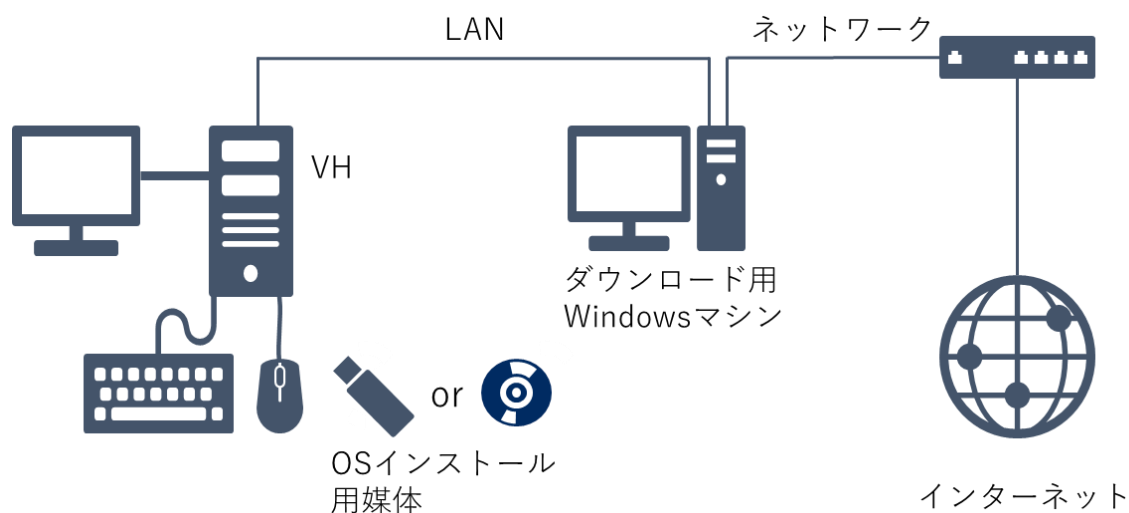 LAN
ネットワーク
VH
ダウンロード用
Windowsマシン
or
OSインストール
用媒体
インターネット